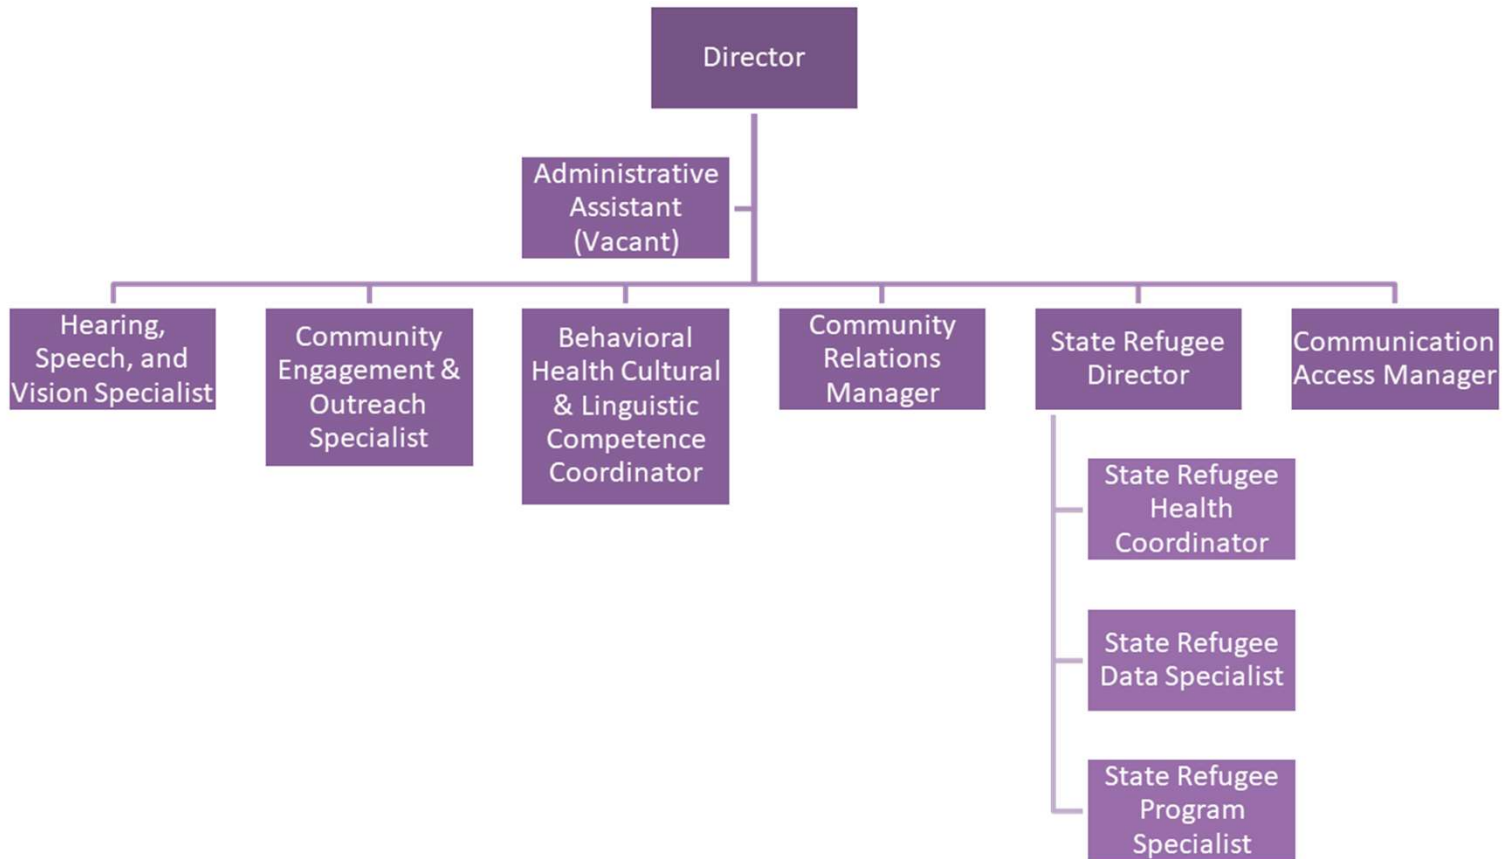 Director
Administrative
Assistant
(Vacant)
Hearing,
Speech, and
Vision Specialist
Community
Engagement &
Outreach
Specialist
Behavioral
Health Cultural
& Linguistic
Competence
Coordinator
Community
Relations
Manager
State Refugee
Director
Communication
Access Manager
State Refugee
Health
Coordinator
State Refugee
Data Specialist
State Refugee
Program
Specialist